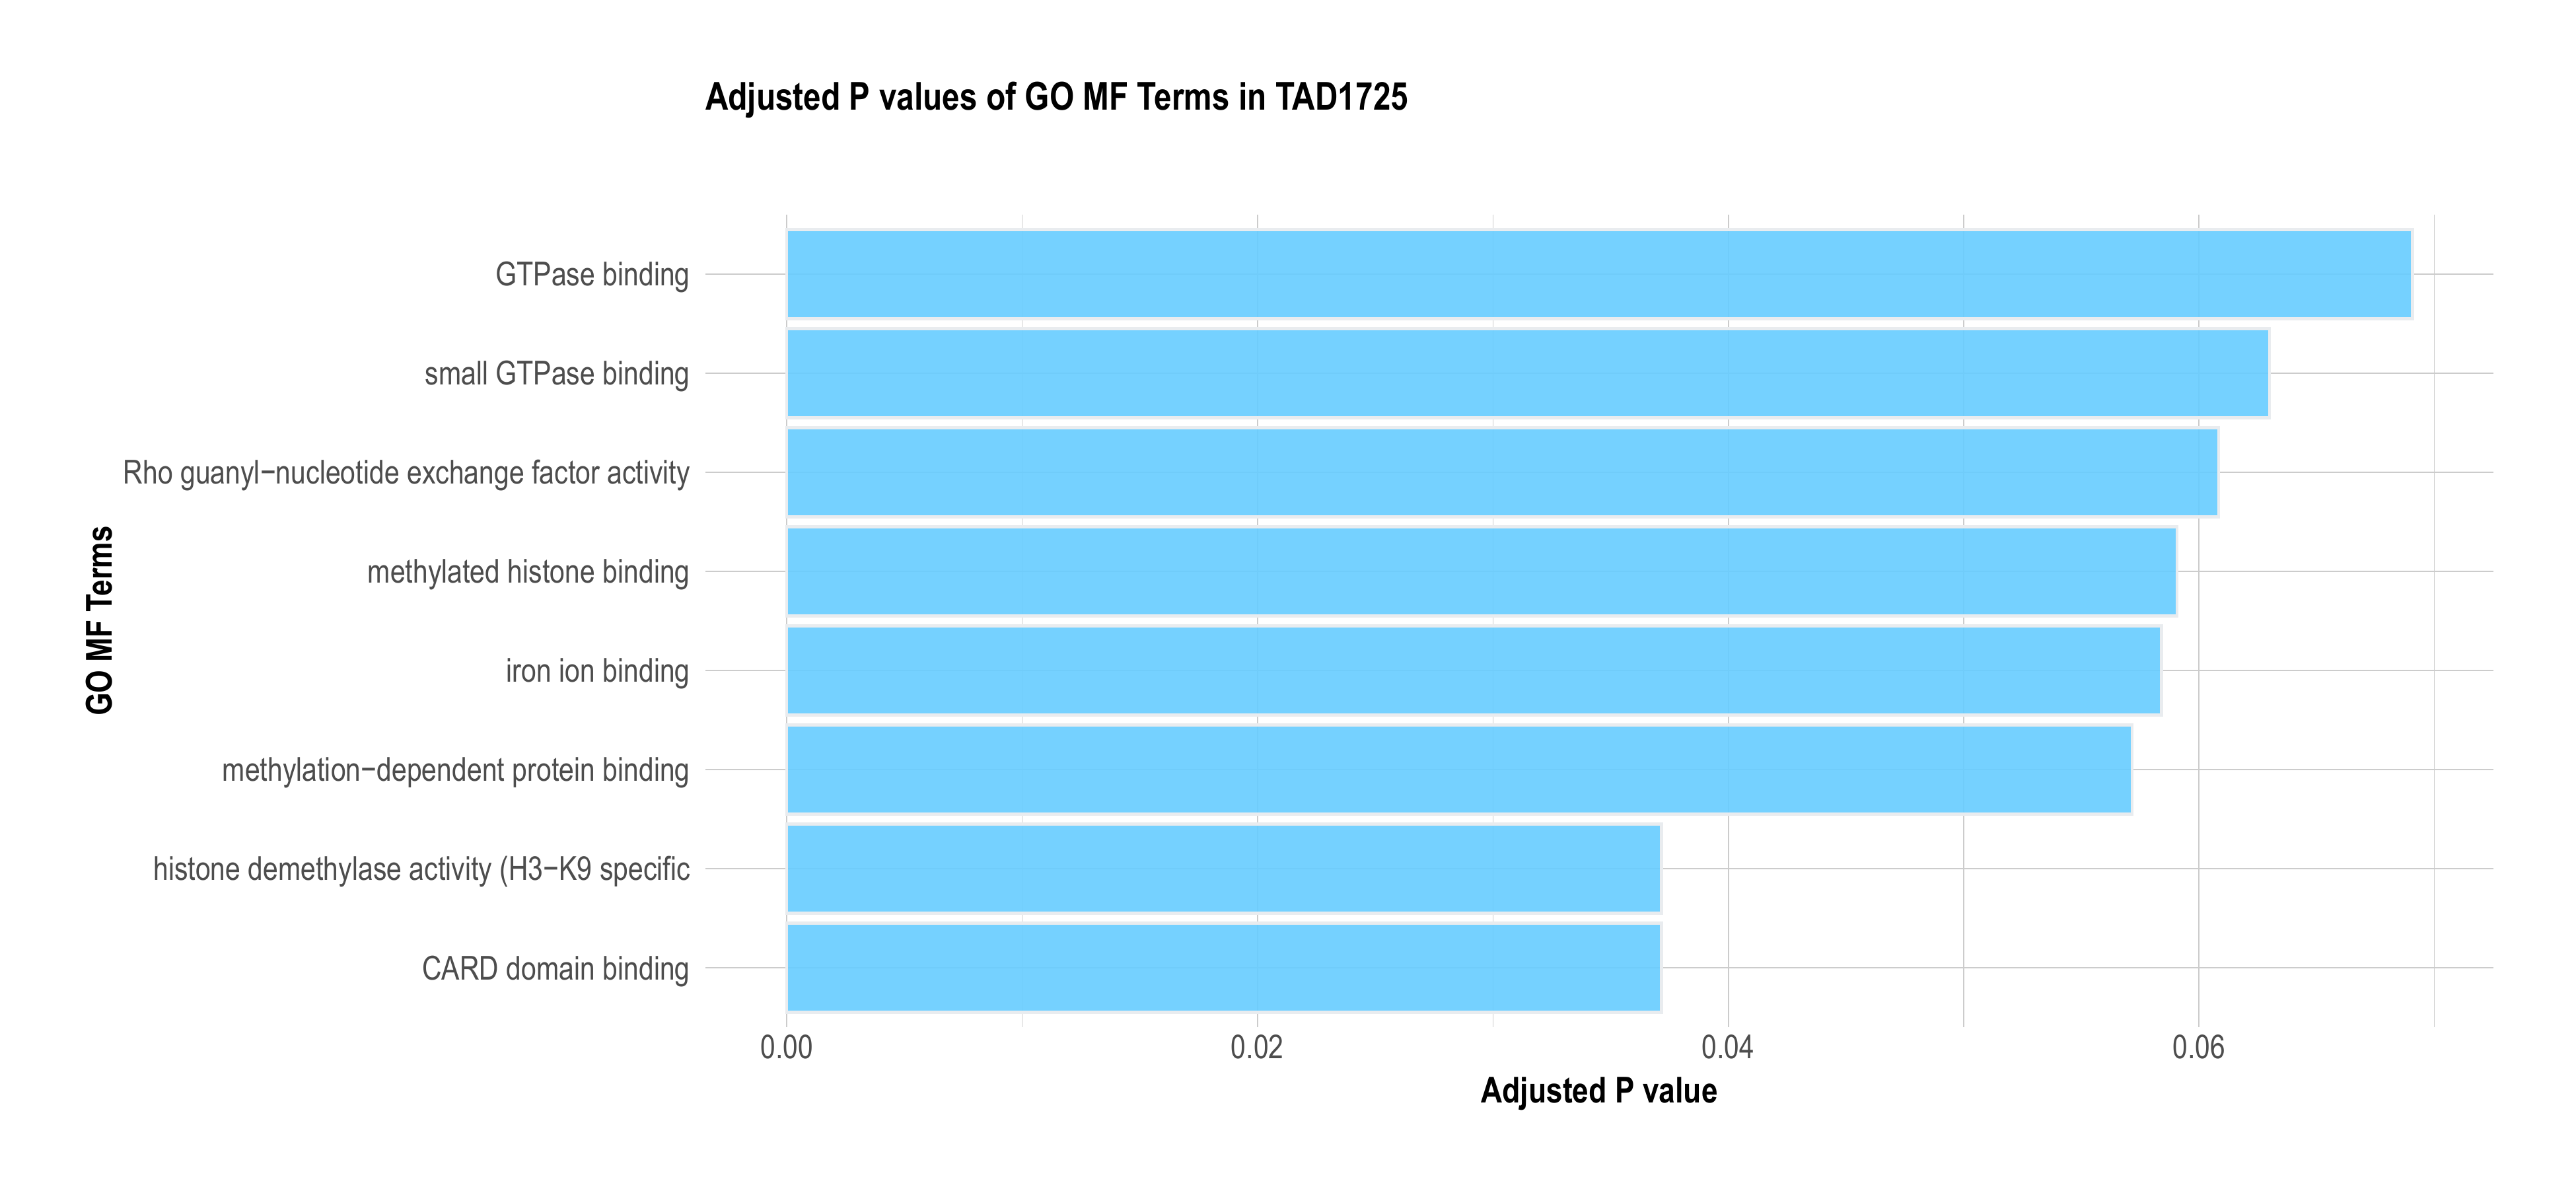 Adjusted P values of GO MF Terms in TAD1725
GO MF Terms
GTPase binding
small GTPase binding
Rho guanyl−nucleotide exchange factor activity
methylated histone binding
iron ion binding
methylation−dependent protein binding
histone demethylase activity (H3−K9 specific
CARD domain binding
0.00 0.02 0.04 0.06
Adjusted P value